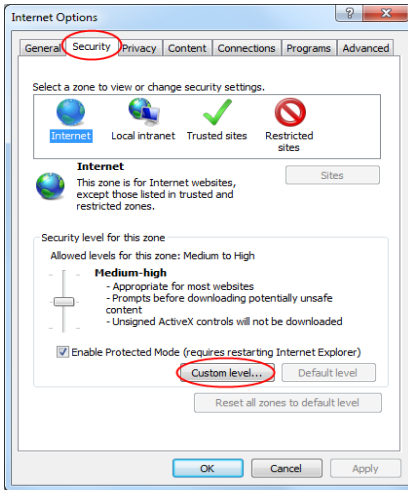 Internet Options
General Security Privacy Content Connections Programs Advanced
Select a zone to view or change security settings.
Internet Local intranet Trusted sites Restricted
sites
Internet
Sites
This zone is for Internet websites,
except those listed in trusted and
restricted zones.
Security level for this zone
Allowed levels for this zone: Medium to High
Medium-high
- Appropriate for most websites
- Prompts before downloading potentially unsafe
content
- Unsigned ActiveX controls will not be downloaded
Enable Protected Mode (requires restarting Internet Explorer)
Custom level... Default level
Reset all zones to default level
OK Cancel Apply